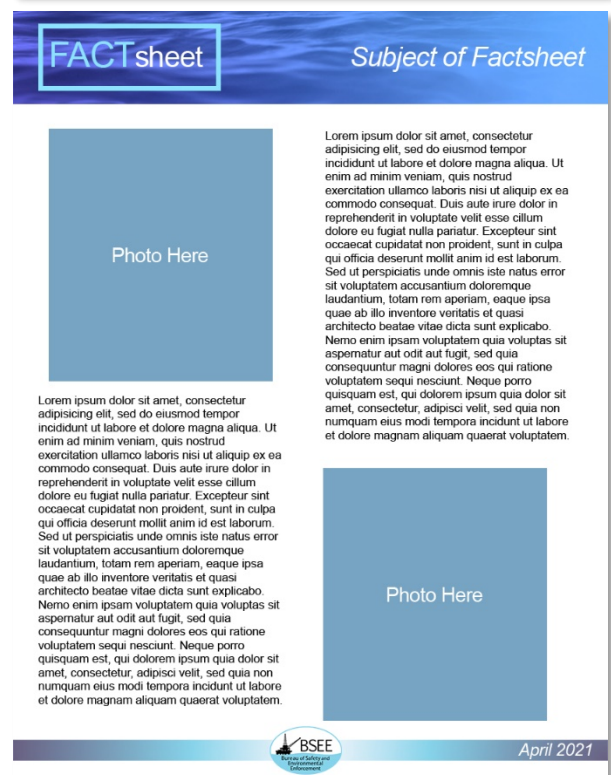 FACTsheet
Subject of Factsheet
Photo Here
Lorem ipsum dolor sit amet, consectetur
adipisicing elit, sed do eiusmod tempor
incididunt ut labore et dolore magna aliqua. Ut
enim ad minim veniam, quis nostrud
exercitation ullamco laboris nisi ut aliquip ex ea
commodo consequat. Duis aute irure dolor in
reprehenderit in voluptate velit esse cillum
dolore eu fugiat nulla pariatur. Excepteur sint
occaecat cupidatat non proident, sunt in culpa
qui officia deserunt mollit anim id est laborum.
Sed ut perspiciatis unde omnis iste natus error
sit voluptatem accusantium doloremque
laudantium, totam rem aperiam, eaque ipsa
quae ab illo inventore veritatis et quasi
architecto beatae vitae dicta sunt explicabo.
Nemo enim ipsam voluptatem quia voluptas sit
aspernatur aut odit aut fugit, sed quia
consequuntur magni dolores eos qui ratione
voluptatem sequi nesciunt. Neque porro
quisquam est, qui dolorem ipsum quia dolor sit
amet, consectetur, adipisci velit, sed quia non
numquam eius modi tempora incidunt ut labore
et dolore magnam aliquam quaerat voluptatem.
Lorem ipsum dolor sit amet, consectetur
adipisicing elit, sed do eiusmod tempor
incididunt ut labore et dolore magna aliqua. Ut
enim ad minim veniam, quis nostrud
exercitation ullamco laboris nisi ut aliquip ex ea
commodo consequat. Duis aute irure dolor in
reprehenderit in voluptate velit esse cillum
dolore eu fugiat nulla pariatur. Excepteur sint
occaecat cupidatat non proident, sunt in culpa
qui officia deserunt mollit anim id est laborum.
Sed ut perspiciatis unde omnis iste natus error
sit voluptatem accusantium doloremque
laudantium, totam rem aperiam, eaque ipsa
quae ab illo inventore veritatis et quasi
architecto beatae vitae dicta sunt explicabo.
Nemo enim ipsam voluptatem quia voluptas sit
aspernatur aut odit aut fugit, sed quia
consequuntur magni dolores eos qui ratione
voluptatem sequi nesciunt. Neque porro
quisquam est, qui dolorem ipsum quia dolor sit
amet, consectetur, adipisci velit, sed quia non
numquam eius modi tempora incidunt ut labore
et dolore magnam aliquam quaerat voluptatem.
Photo Here
BSEE
Bureau of Safety and
Environmental
Enforcement
April 2021